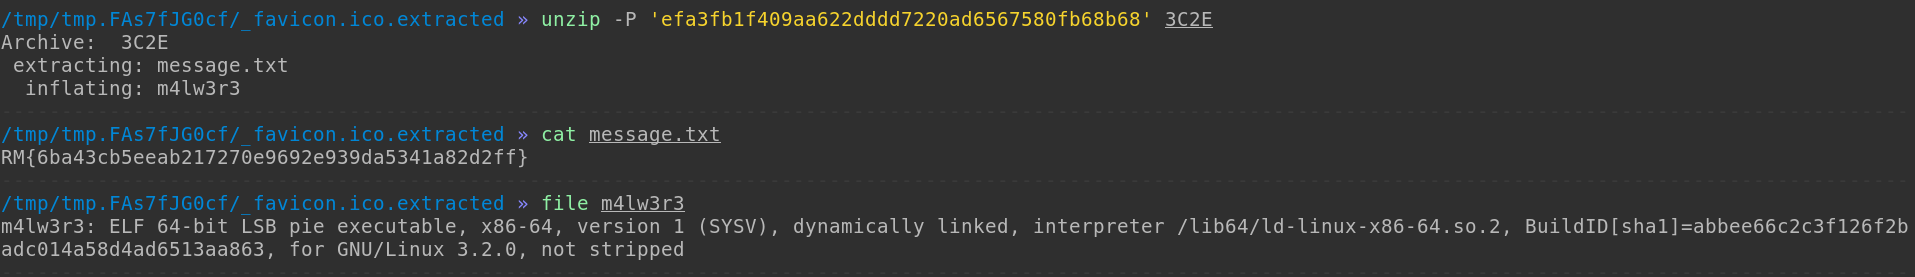 /tmp/tmp.FAs7fJG0cf/_favicon.ico.extracted » unzip -P 'efa3fb1f409aa622dddd7220ad6567580fb68b68' 3C2E
Archive:  3C2E
 extracting: message.txt
  inflating: m4lw3r3
/tmp/tmp.FAs7fJG0cf/_favicon.ico.extracted » cat message.txt
RM{6ba43cb5eeab217270e9692e939da5341a82d2ff}
/tmp/tmp.FAs7fJG0cf/_favicon.ico.extracted » file m4lw3r3
m4lw3r3: ELF 64-bit LSB pie executable, x86-64, version 1 (SYSV), dynamically linked, interpreter /lib64/ld-linux-x86-64.so.2, BuildID[sha1]=abbee66c2c3f126f2b
adc014a58d4ad6513aa863, for GNU/Linux 3.2.0, not stripped